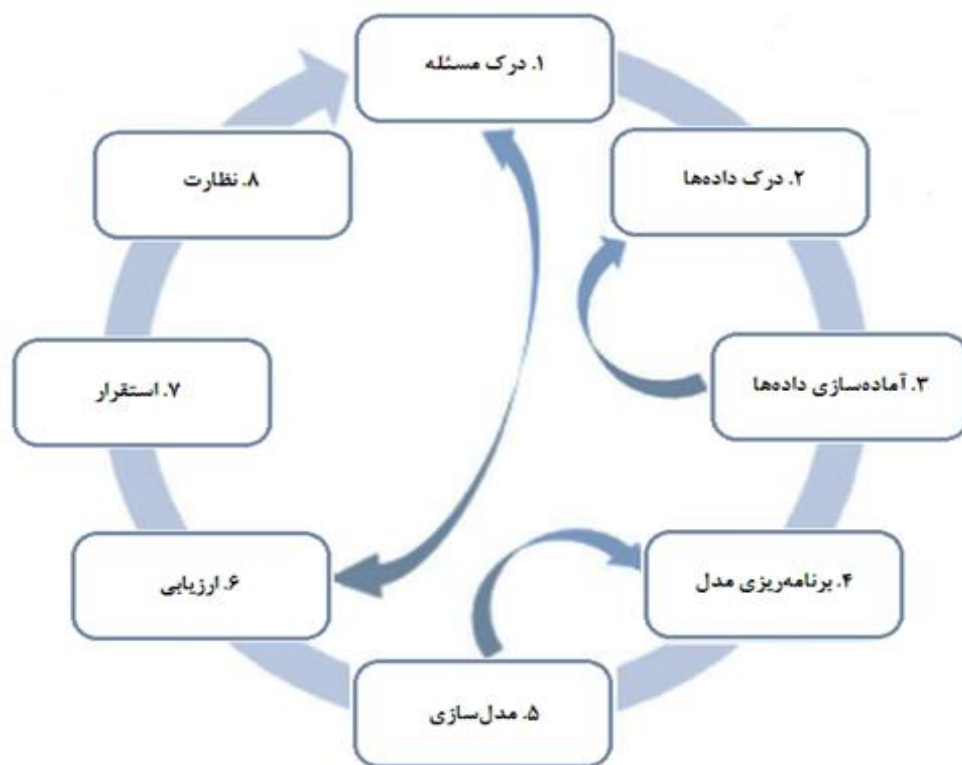 ۱. درک مسئله
۲. درک داده‌ها
۳. آماده‌سازی داده‌ها
۴. برنامه‌ریزی مدل
۵. مدل‌سازی
۶. ارزیابی
۷. استقرار
۸. نظارت